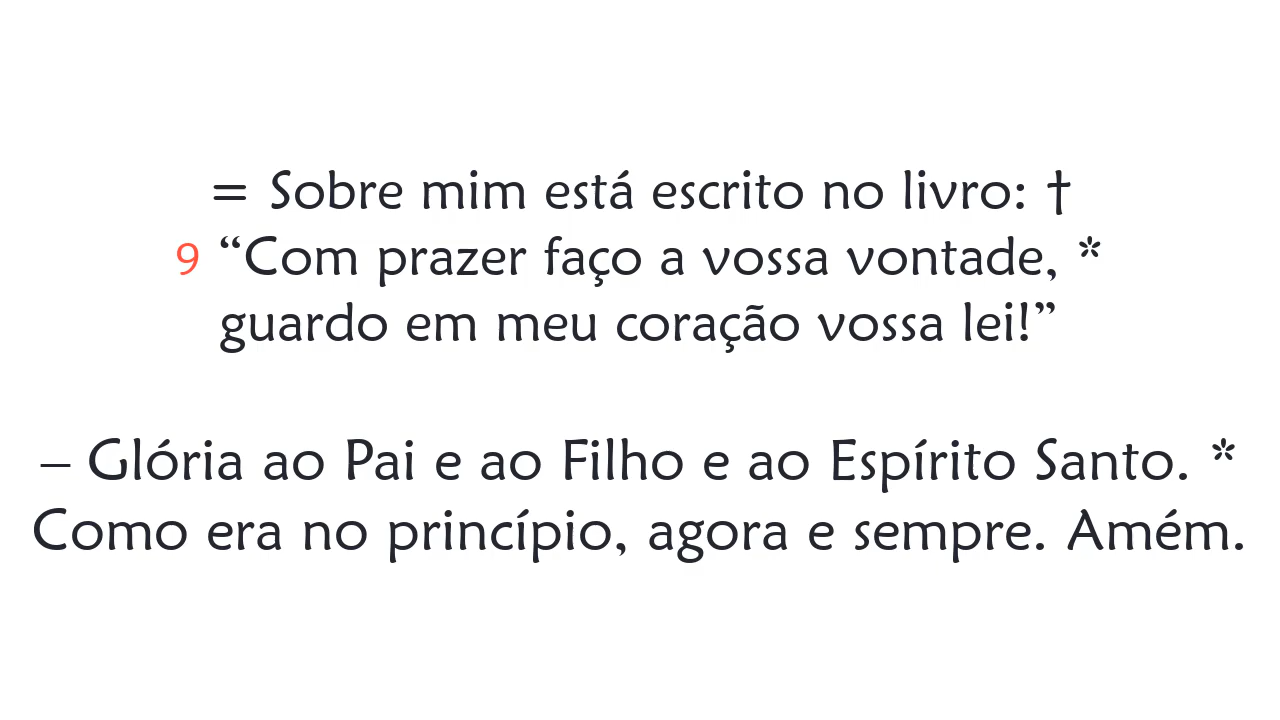 = Sobre mim está escrito no livro: †
9 “Com prazer faço a vossa vontade, *
guardo em meu coração vossa lei!”
– Glória ao Pai e ao Filho e ao Espírito Santo. *
Como era no princípio, agora e sempre. Amém.